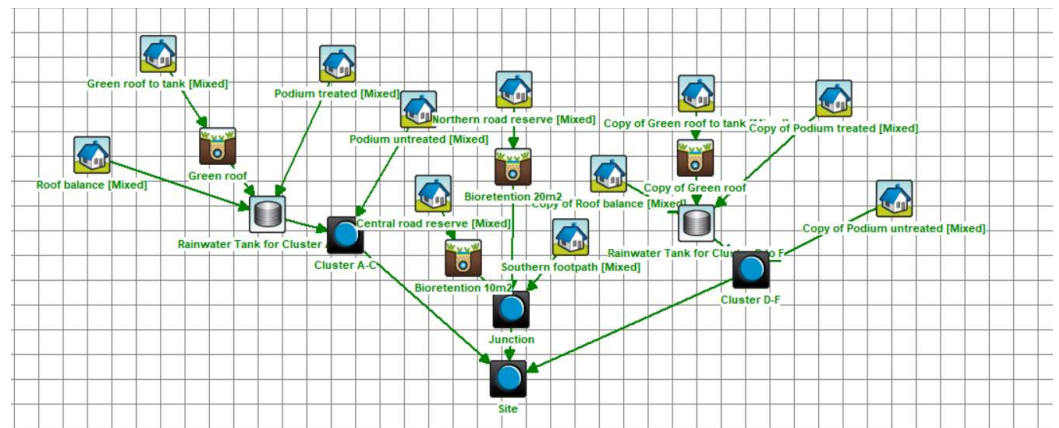 Green roof to tank [Mixed]
Podium treated [Mixed]
Northern road reserve [Mixed]
Copy of Green roof to tank
Copy of Podium treated [Mixed]
Podium untreated [Mixed]
Roof balance [Mixed]
Green roof
Bioretention 20m2
Copy of Green roof
Copy of Roof balance [Mixed]
Central road reserve [Mixed]
Copy of Podium untreated [Mixed]
Rainwater Tank for Cluster
Rainwater Tank for Cluster
Cluster A-C
Southern footpath [Mixed]
Bioretention 10m2
Cluster D-F
Junction
Site